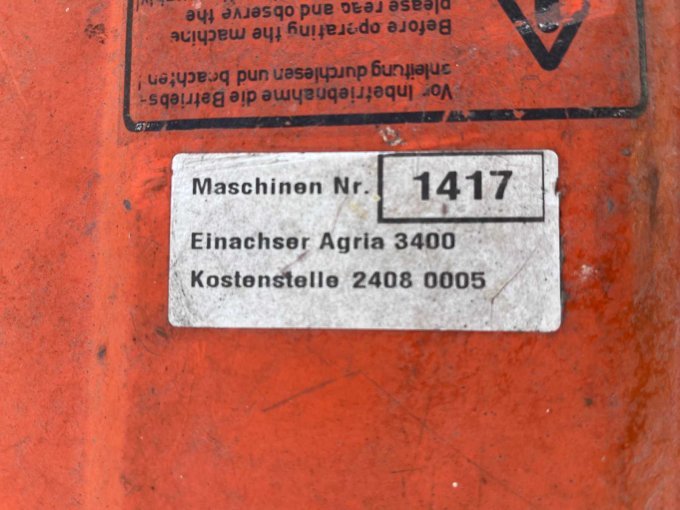 Vor Inbetriebnahme die Betriebs-
anleitung durchlesen und beachten!
Before operating the machine
please read and observe the
Maschinen Nr. 1417
Einachser Agria 3400
Kostenstelle 2408 0005